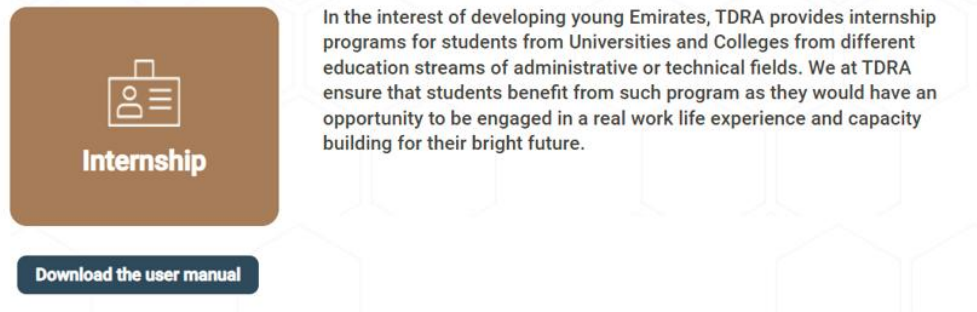 Internship
Download the user manual
In the interest of developing young Emirates, TDRA provides internship
programs for students from Universities and Colleges from different
education streams of administrative or technical fields. We at TDRA
ensure that students benefit from such program as they would have an
opportunity to be engaged in a real work life experience and capacity
building for their bright future.